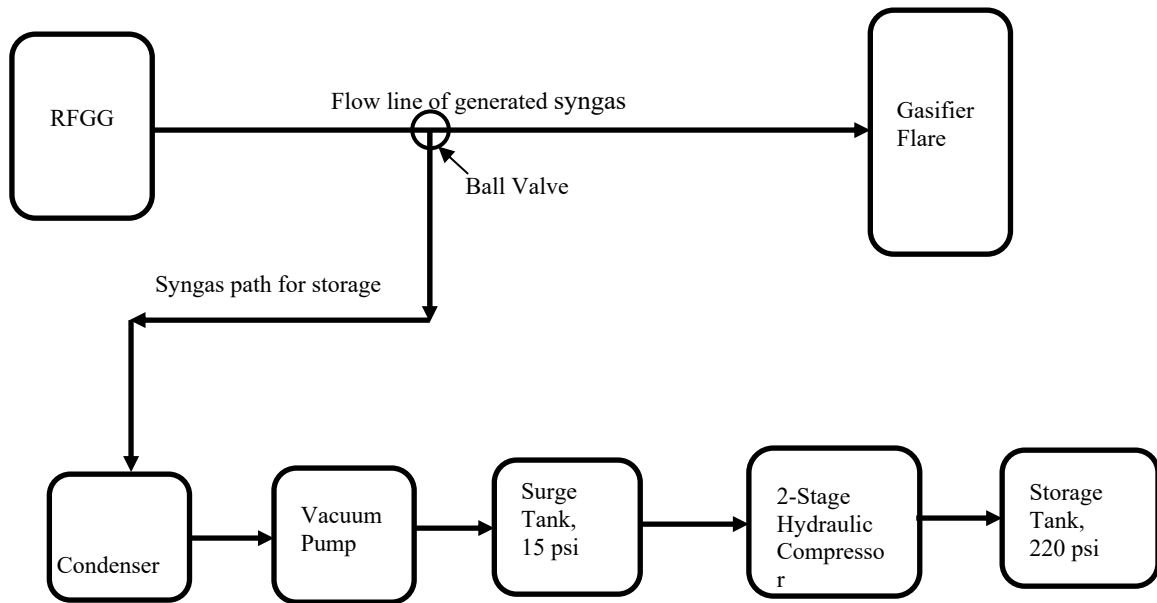 RFGG
Flow line of generated syngas
Gasifier
Flare
Ball Valve
Syngas path for storage
Condenser
Vacuum
Pump
Surge
Tank,
15 psi
2-Stage
Hydraulic
Compresso
r
Storage
Tank,
220 psi